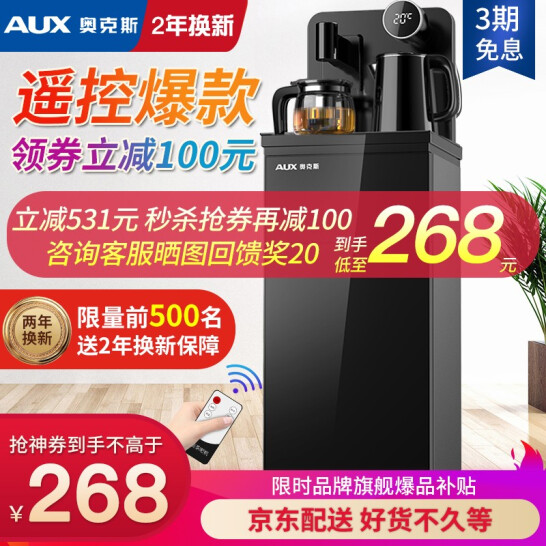 AUX 奥克斯 2年换新
3期
免息
20℃
遥控爆款
领券立减100元
AUX 奥克斯
立减531元 秒杀抢券再减100
咨询客服晒图回馈奖20
到手
低至
268元
两年
换新
限量前500名
送2年换新保障
抢神券到手不高于
¥268
限时品牌旗舰爆品补贴
京东配送 好货不久等